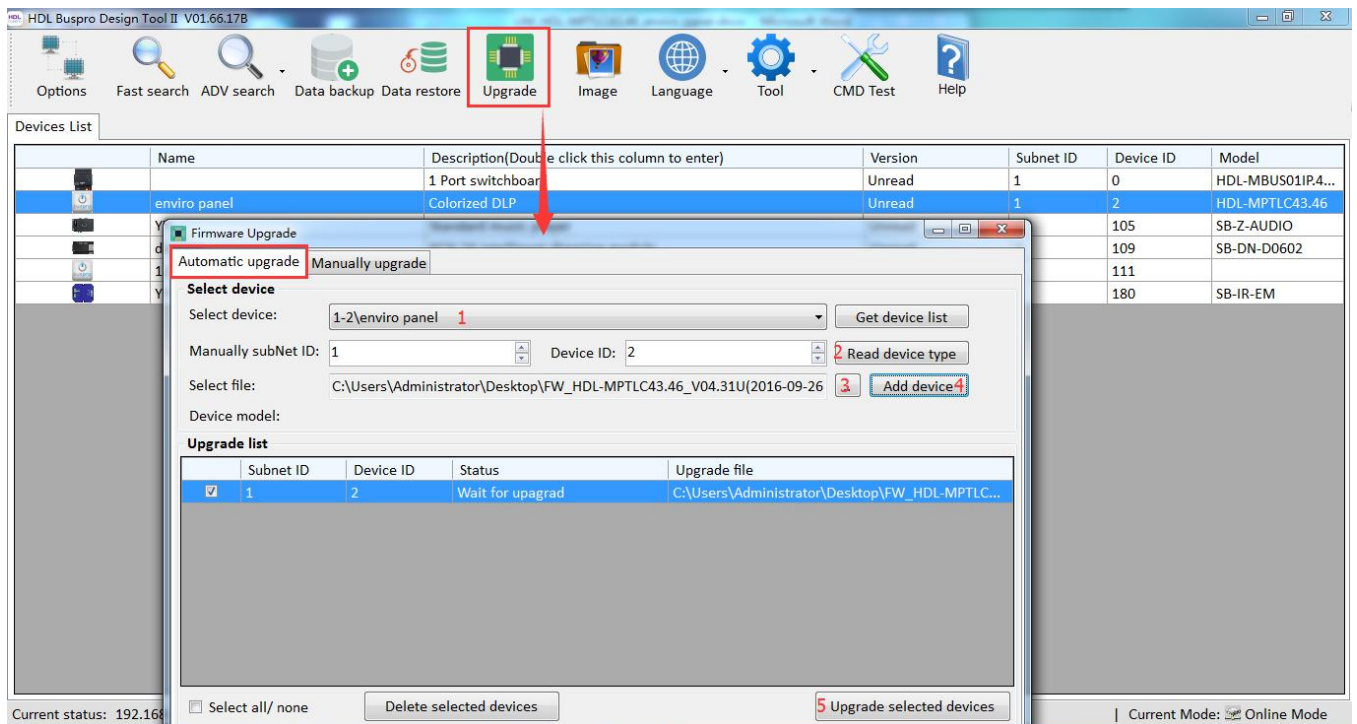 HDL Buspro Design Tool II V01.66.17B
Options Fast search ADV search Data backup Data restore Upgrade Image Language Tool CMD Test Help
Devices List
Name Description(Double click this column to enter) Version Subnet ID Device ID Model
1 Port switchboar Unread 1 0 HDL-MBUS01IP.4...
enviro panel Colorized DLP Unread 1 2 HDL-MPTLC43.46
Y 105 SB-Z-AUDIO
d 109 SB-DN-D0602
1 111
Y 180 SB-IR-EM
Firmware Upgrade
Automatic upgrade Manually upgrade
Select device
Select device: 1-2\enviro panel 1 Get device list
Manually subNet ID: 1 Device ID: 2 2 Read device type
Select file: C:\Users\Administrator\Desktop\FW_HDL-MPTLC43.46_V04.31U(2016-09-26 3 Add device 4
Device model:
Upgrade list
Subnet ID Device ID Status Upgrade file
1 2 Wait for upagrad C:\Users\Administrator\Desktop\FW_HDL-MPTLC...
Select all/ none Delete selected devices 5 Upgrade selected devices
Current status: 192.168 | Current Mode: Online Mode